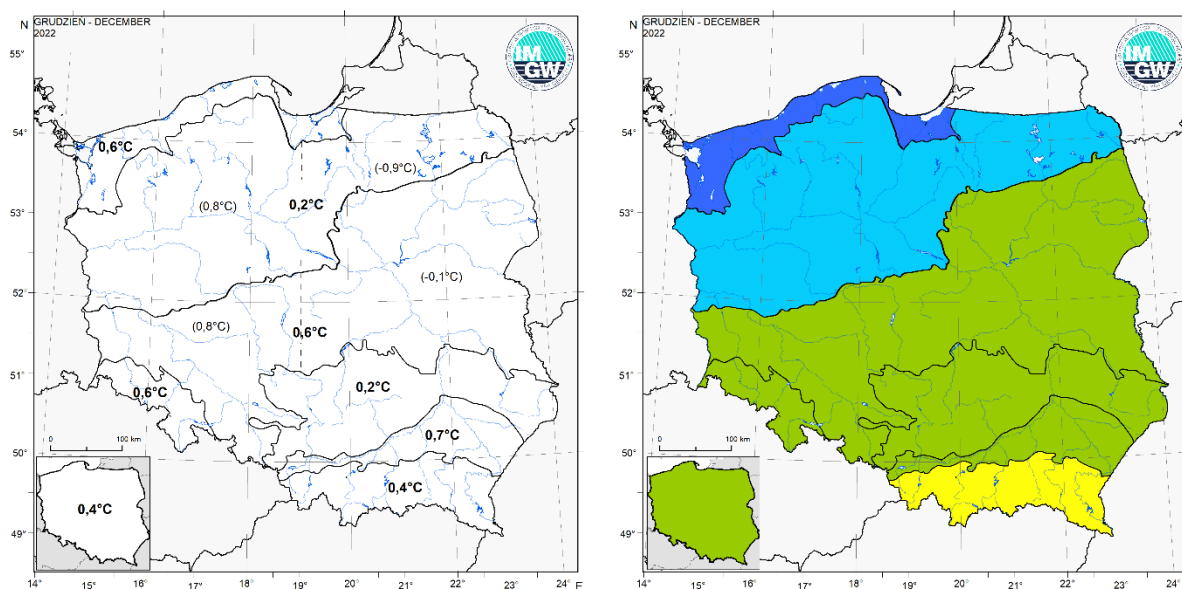 N
GRUDZIEN - DECEMBER
2022
IM
GW
55°
54°
53°
52°
51°
50°
49°
0,6°C
(-0,9°C)
(0,8°C)
0,2°C
(-0,1°C)
(0,8°C)
0,6°C
0,6°C
0,2°C
0,7°C
0,4°C
0 100 km
0,4°C
14° 15° 16° 17° 18° 19° 20° 21° 22° 23° E
N
GRUDZIEN - DECEMBER
2022
IM
GW
55°
54°
53°
52°
51°
50°
49°
0 100 km
14° 15° 16° 17° 18° 19° 20° 21° 22° 23° 24° E